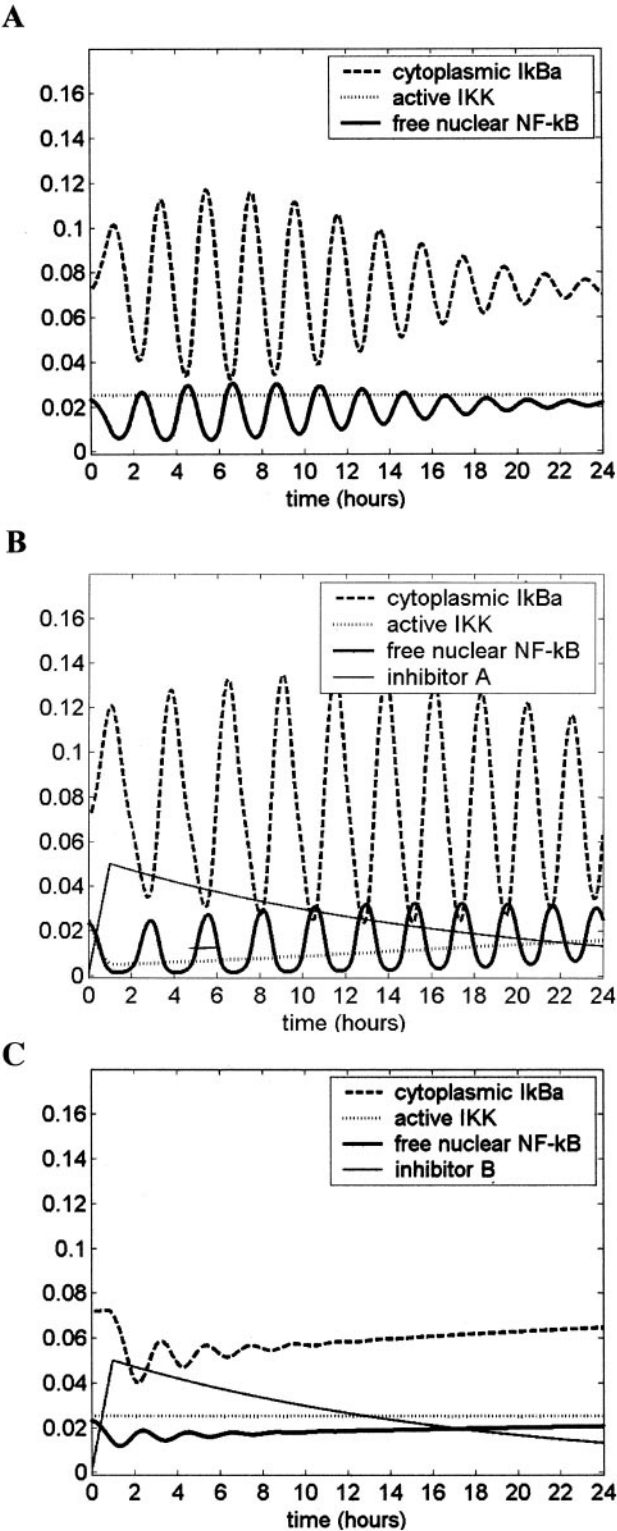 A
cytoplasmic IkBa
active IKK
free nuclear NF-kB
0.16
0.14
0.12
0.1
0.08
0.06
0.04
0.02
0
0 2 4 6 8 10 12 14 16 18 20 22 24
time (hours)
B
cytoplasmic IkBa
active IKK
free nuclear NF-kB
inhibitor A
0.16
0.14
0.12
0.1
0.08
0.06
0.04
0.02
0
0 2 4 6 8 10 12 14 16 18 20 22 24
time (hours)
C
cytoplasmic IkBa
active IKK
free nuclear NF-kB
inhibitor B
0.16
0.14
0.12
0.1
0.08
0.06
0.04
0.02
0
0 2 4 6 8 10 12 14 16 18 20 22 24
time (hours)